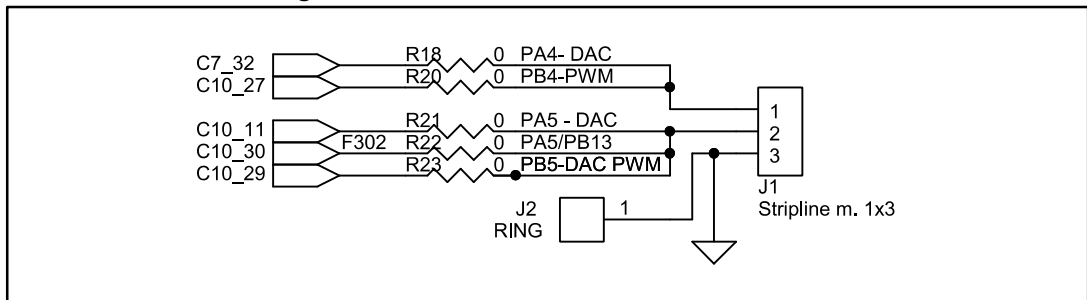 C7_32 R18 0 PA4- DAC
C10_27 R20 0 PB4-PWM
1
C10_11 R21 0 PA5 - DAC
2
C10_30 F302 R22 0 PA5/PB13
3
C10_29 R23 0 PB5-DAC PWM
J1
J2 1
Stripline m. 1x3
RING